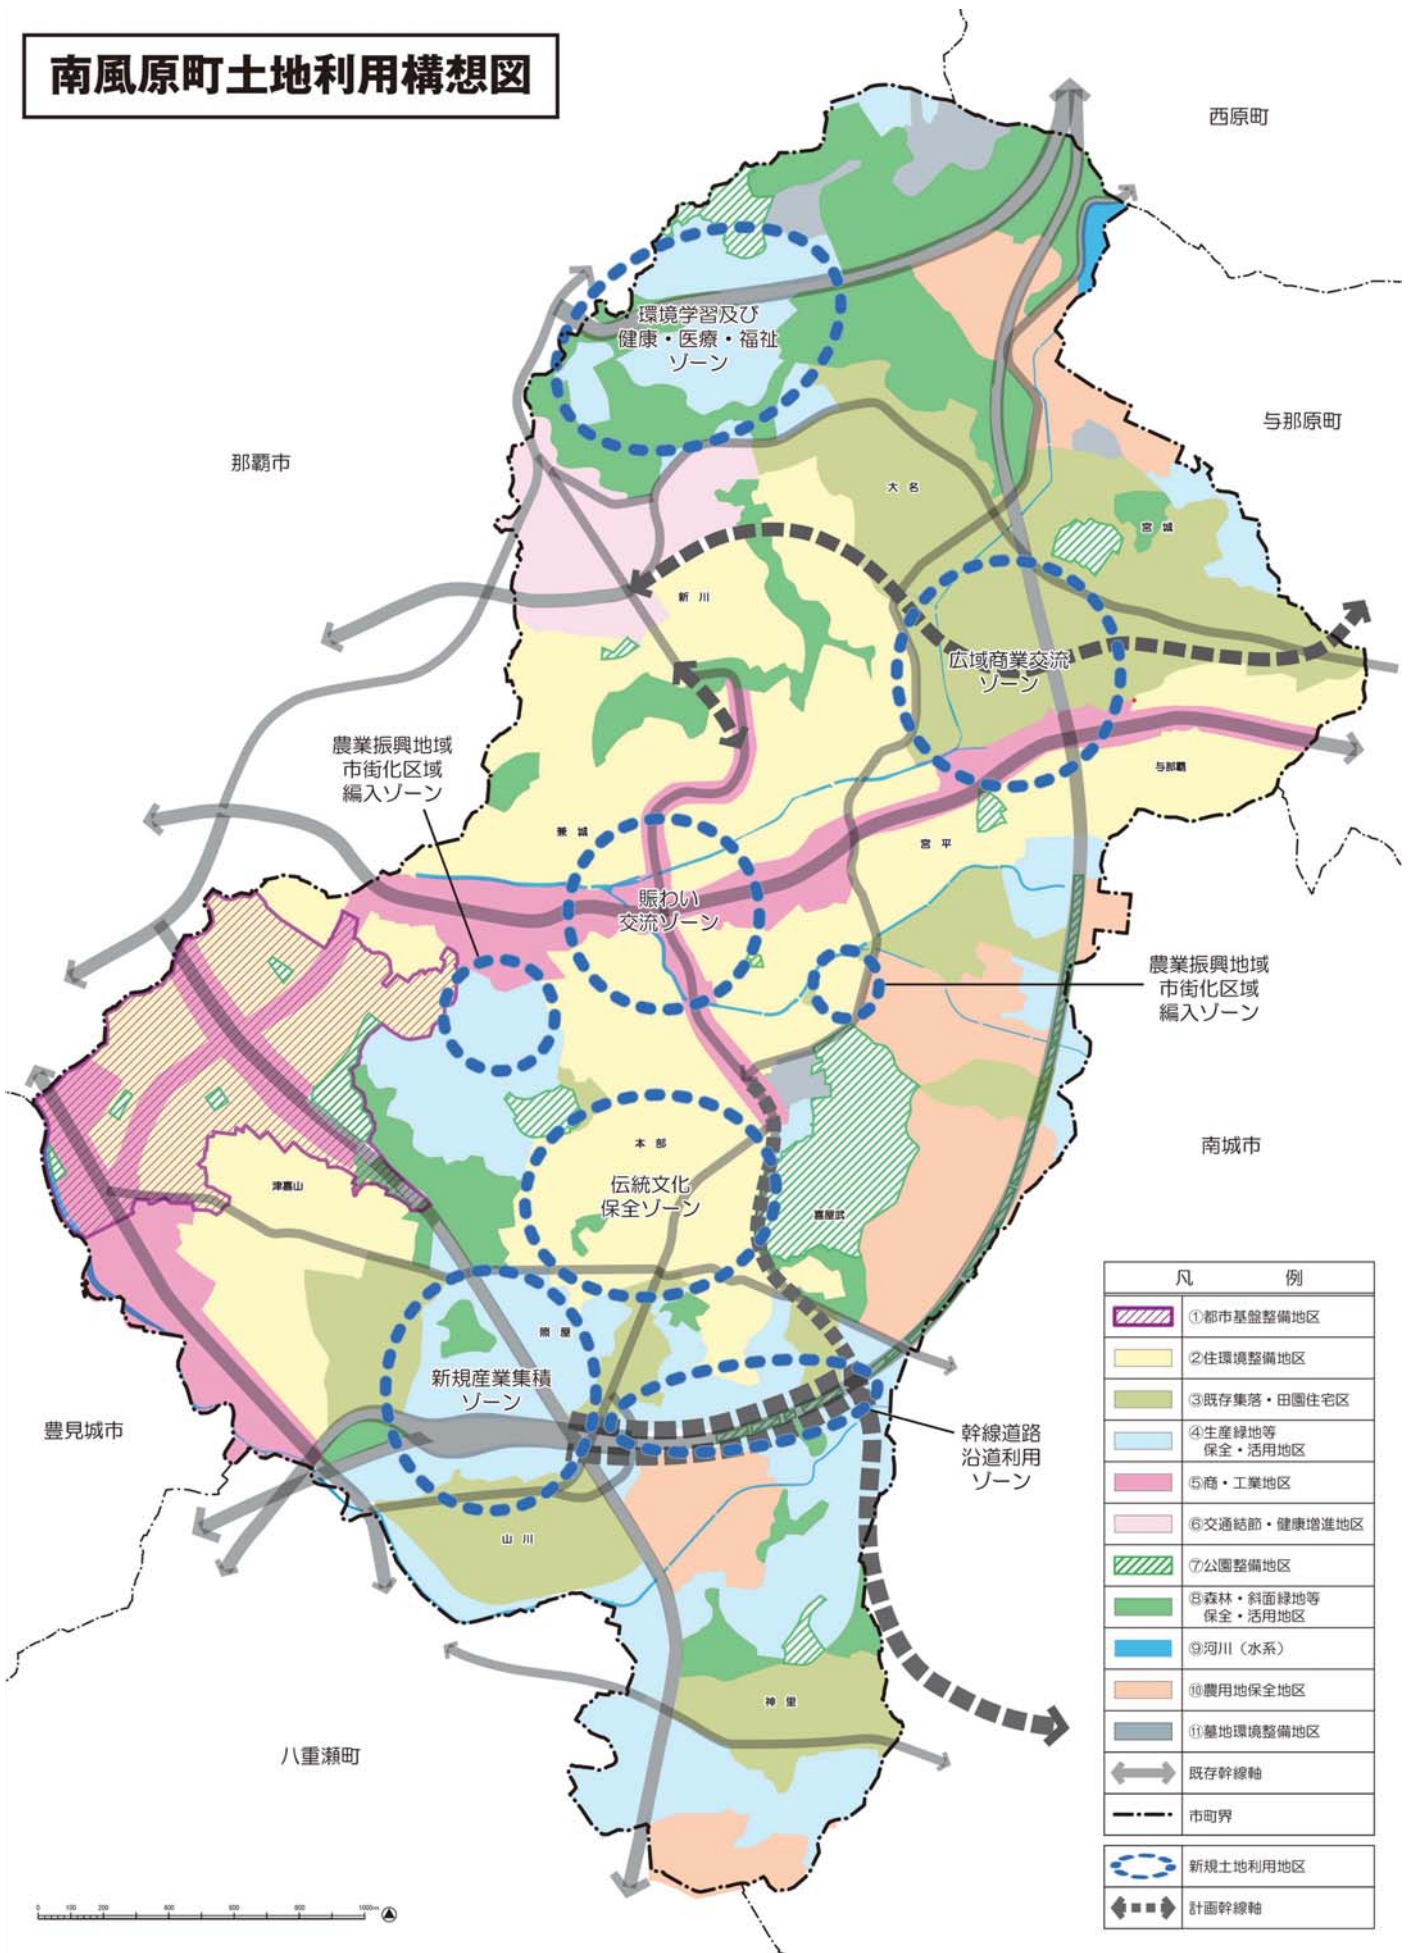 南風原町土地利用構想図
西原町
環境学習及び
健康・医療・福祉
ゾーン
与那原町
那覇市
大名
宮城
新川
広域商業交流
ゾーン
農業振興地域
市街化区域
編入ゾーン
与那覇
兼城
宮平
賑わい
交流ゾーン
農業振興地域
市街化区域
編入ゾーン
本部
南城市
津嘉山
伝統文化
保全ゾーン
喜屋武
照屋
新規産業集積
ゾーン
豊見城市
幹線道路
沿道利用
ゾーン
山川
神里
八重瀬町
凡例
①都市基盤整備地区
②住環境整備地区
③既存集落・田園住宅区
④生産緑地等
保全・活用地区
⑤商・工業地区
⑥交通結節・健康増進地区
⑦公園整備地区
⑧森林・斜面緑地等
保全・活用地区
⑨河川（水系）
⑩農用地保全地区
⑪墓地環境整備地区
既存幹線軸
市町界
新規土地利用地区
計画幹線軸
0 100 200 400 600 800 1000m